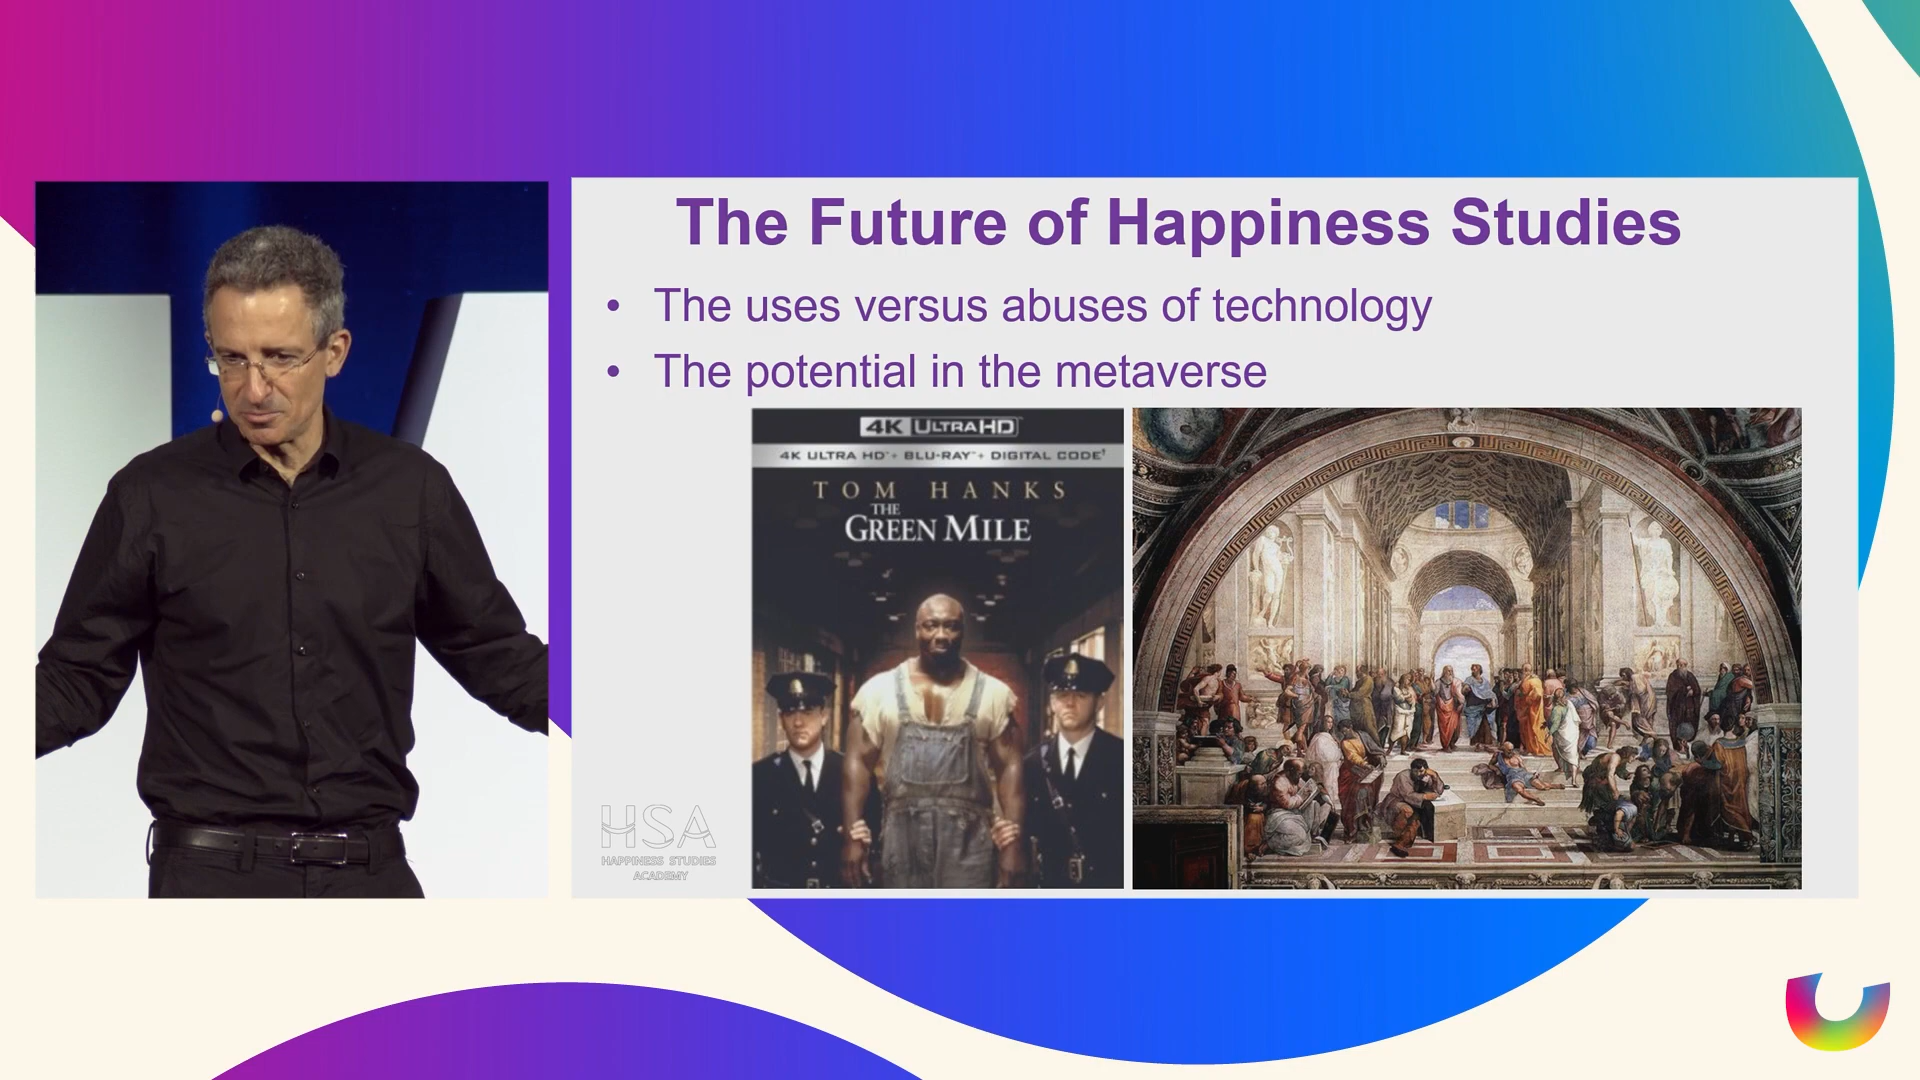 The Future of Happiness Studies
• The uses versus abuses of technology
• The potential in the metaverse
4K ULTRA HD
4K ULTRA HD™ + BLU-RAY™ + DIGITAL CODE†
TOM HANKS
THE
GREEN MILE
HSA
HAPPINESS STUDIES
ACADEMY